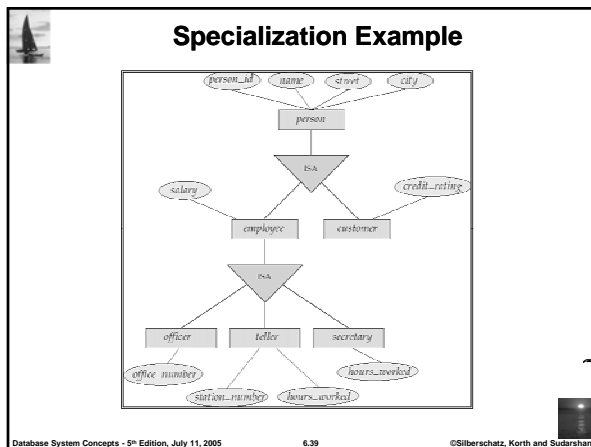 Specialization Example
person_id name street city
person
ISA
salary credit_rating
employee customer
ISA
officer teller secretary
office_number station_number hours_worked hours_worked
Database System Concepts - 5th Edition, July 11, 2005 6.39 ©Silberschatz, Korth and Sudarshan